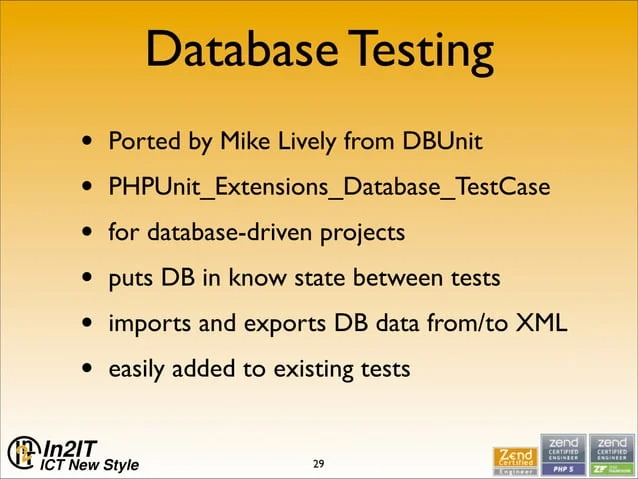 Database Testing
• Ported by Mike Lively from DBUnit
• PHPUnit_Extensions_Database_TestCase
• for database-driven projects
• puts DB in know state between tests
• imports and exports DB data from/to XML
• easily added to existing tests
in2
In2IT
ICT New Style
29
Zend
Certified
Engineer
zend
CERTIFIED
ENGINEER
PHP 5
zend
CERTIFIED
ENGINEER
ZF